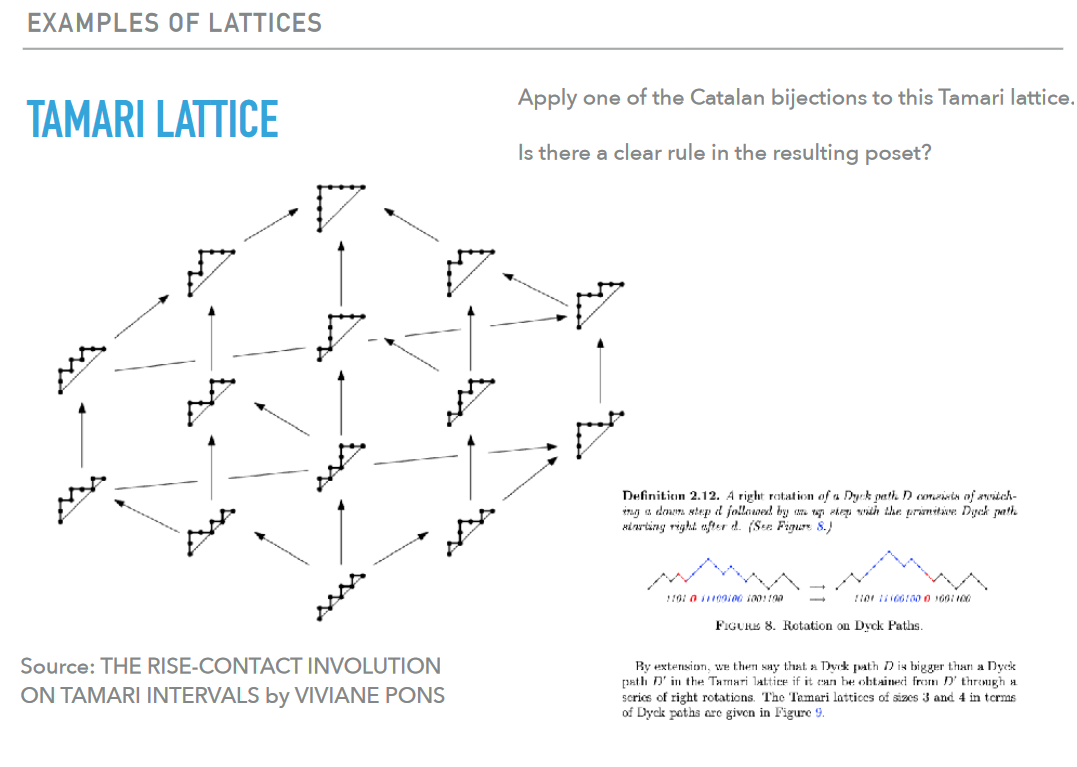 EXAMPLES OF LATTICES
TAMARI LATTICE
Apply one of the Catalan bijections to this Tamari lattice.
Is there a clear rule in the resulting poset?
Definition 2.12. A right rotation of a Dyck path D consists of switch-
ing a down step d followed by an up step with the primitive Dyck path
starting right after d. (See Figure 8.)
1101 0 11100100 1001100
1101 11100100 0 1001100
FIGURE 8. Rotation on Dyck Paths.
By extension, we then say that a Dyck path D is bigger than a Dyck
path D' in the Tamari lattice if it can be obtained from D' through a
series of right rotations. The Tamari lattices of sizes 3 and 4 in terms
of Dyck paths are given in Figure 9.
Source: THE RISE-CONTACT INVOLUTION
ON TAMARI INTERVALS by VIVIANE PONS